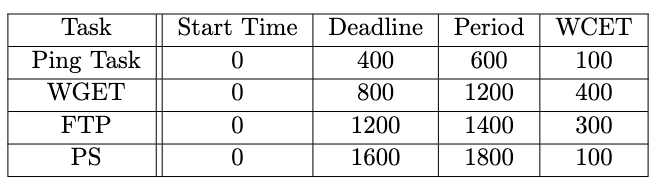 Task Start Time Deadline Period WCET
Ping Task 0 400 600 100
WGET 0 800 1200 400
FTP 0 1200 1400 300
PS 0 1600 1800 100